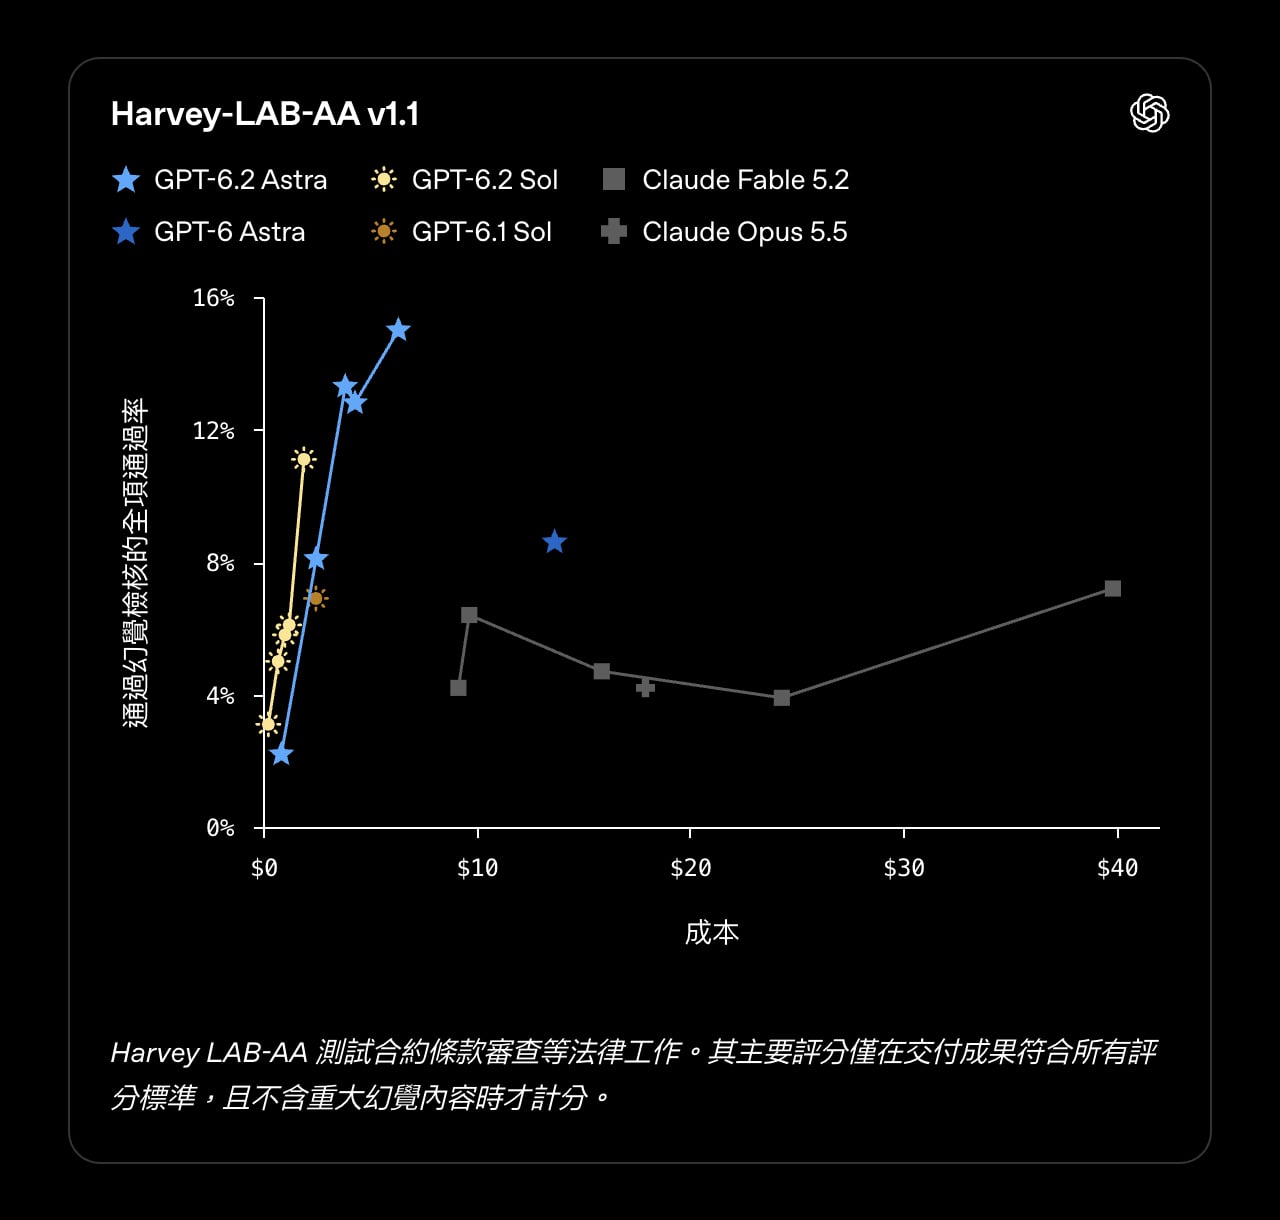 Harvey-LAB-AA v1.1
GPT-6.2 Astra
GPT-6.2 Sol
Claude Fable 5.2
GPT-6 Astra
GPT-6.1 Sol
Claude Opus 5.5
16%
12%
8%
4%
0%
通過幻覺檢核的全項通過率
$0
$10
$20
$30
$40
成本
Harvey LAB-AA 測試合約條款審查等法律工作。其主要評分僅在交付成果符合所有評
分標準，且不含重大幻覺內容時才計分。